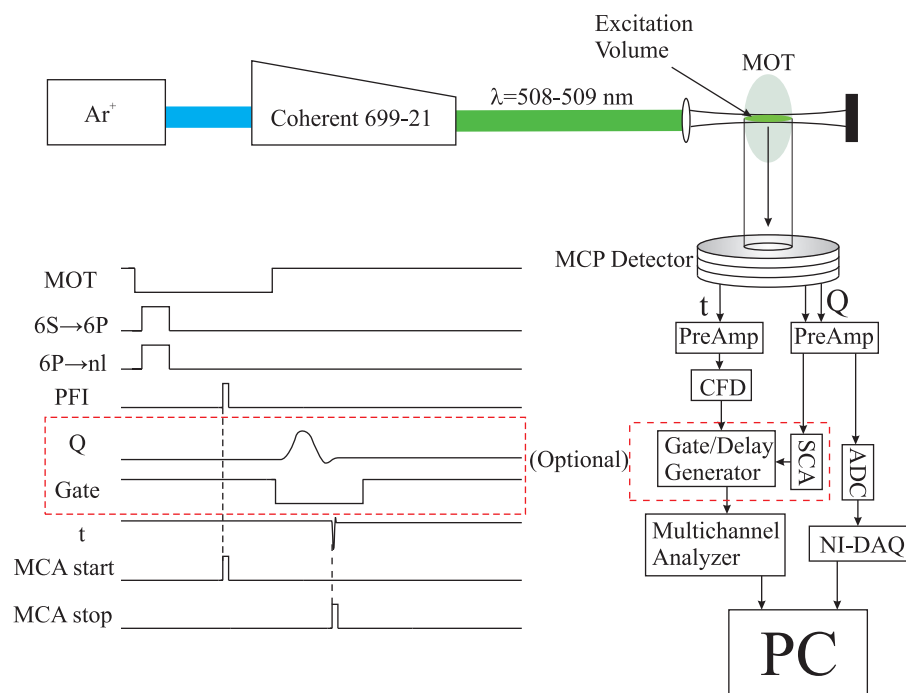 Excitation
Volume
MOT
Ar⁺
Coherent 699-21
λ=508-509 nm
MCP Detector
t
Q
PreAmp
PreAmp
CFD
Gate/Delay
Generator
SCA
ADC
(Optional)
Multichannel
Analyzer
NI-DAQ
PC
MOT
6S→6P
6P→nl
PFI
Q
Gate
t
MCA start
MCA stop